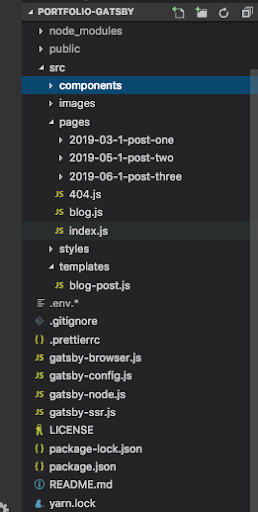 PORTFOLIO-GATSBY
node_modules
public
src
components
images
pages
2019-03-1-post-one
2019-05-1-post-two
2019-06-1-post-three
JS 404.js
JS blog.js
JS index.js
styles
templates
JS blog-post.js
.env.*
.gitignore
{ } .prettierrc
JS gatsby-browser.js
JS gatsby-config.js
JS gatsby-node.js
JS gatsby-ssr.js
LICENSE
{ } package-lock.json
{ } package.json
README.md
yarn.lock